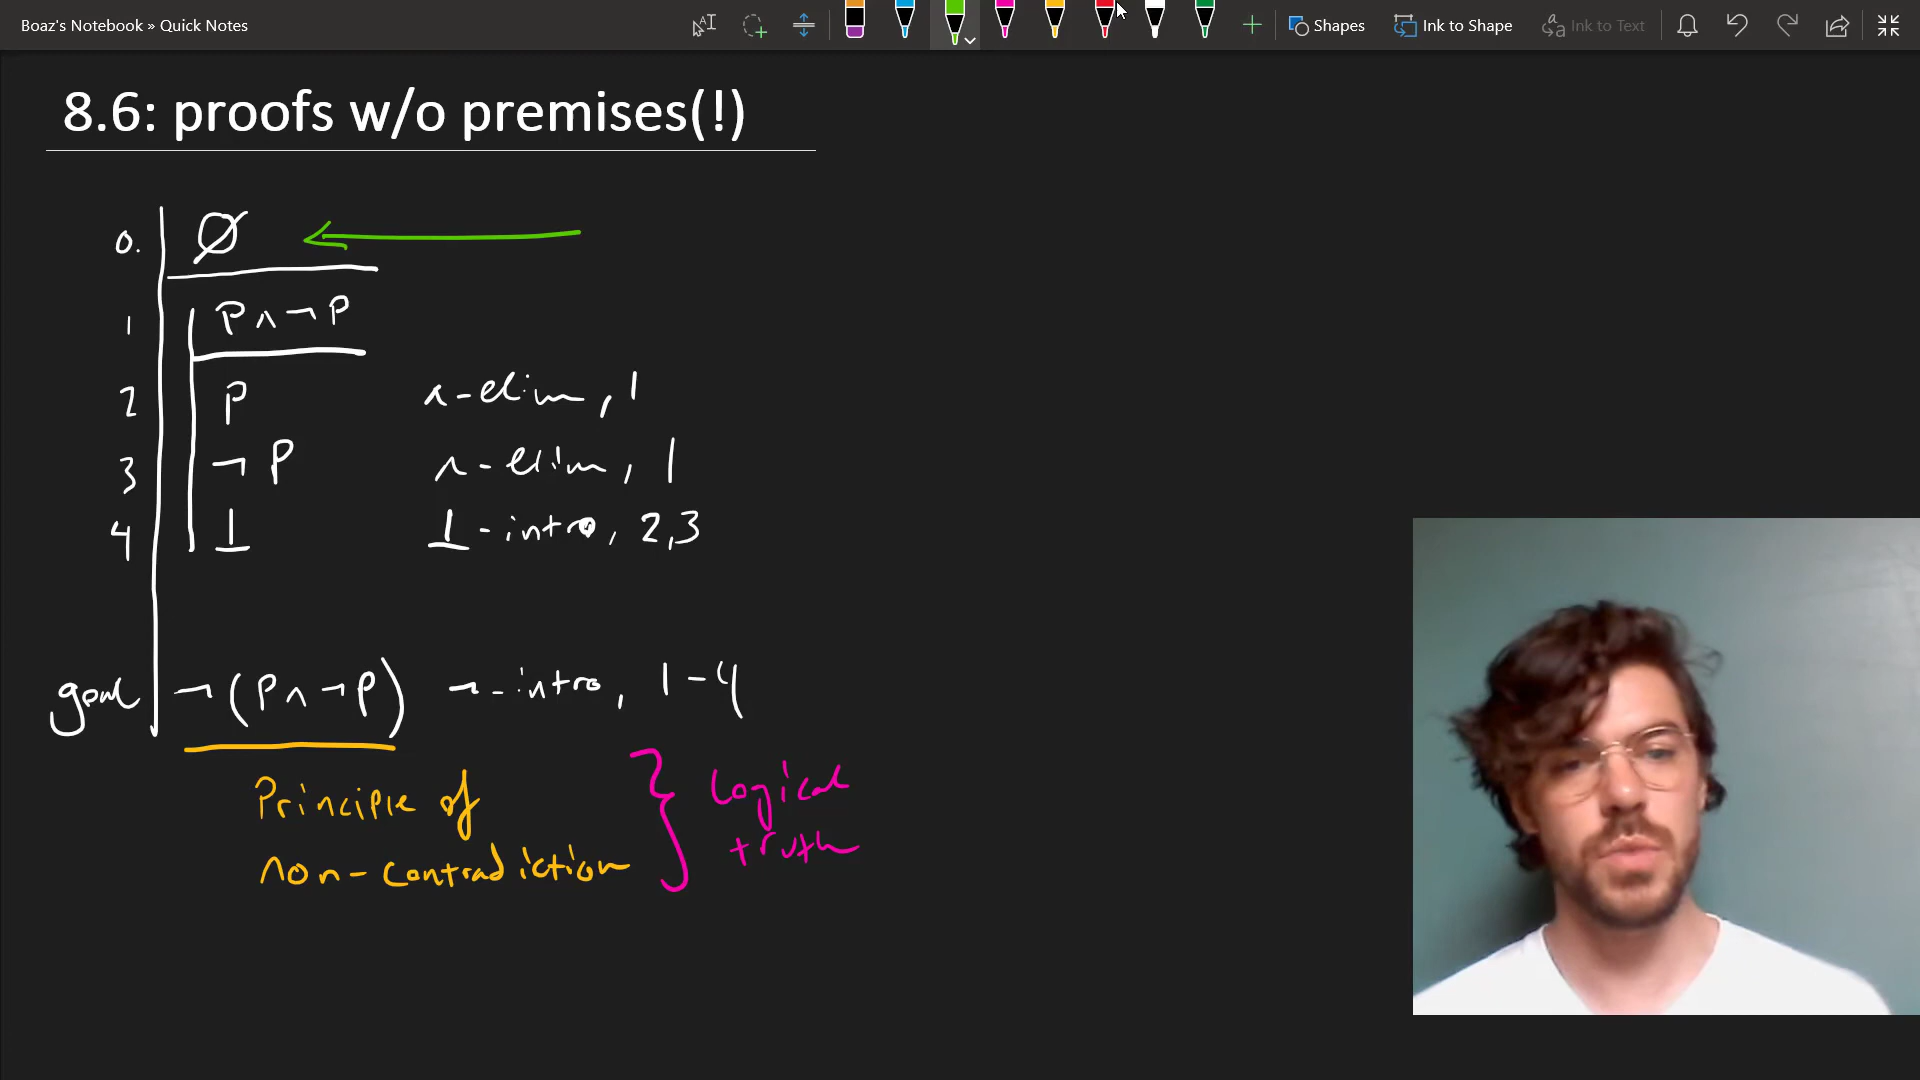 Boaz's Notebook » Quick Notes
Shapes
Ink to Shape
Ink to Text
8.6: proofs w/o premises(!)
0. ∅
1 P ∧ ¬ P
2 P ∧-elim, 1
3 ¬ P ∧-elim, 1
4 ⊥ ⊥-intro, 2,3
goal ¬(P ∧ ¬P) ¬-intro, 1-4
Principle of
non-contradiction
Logical
truth